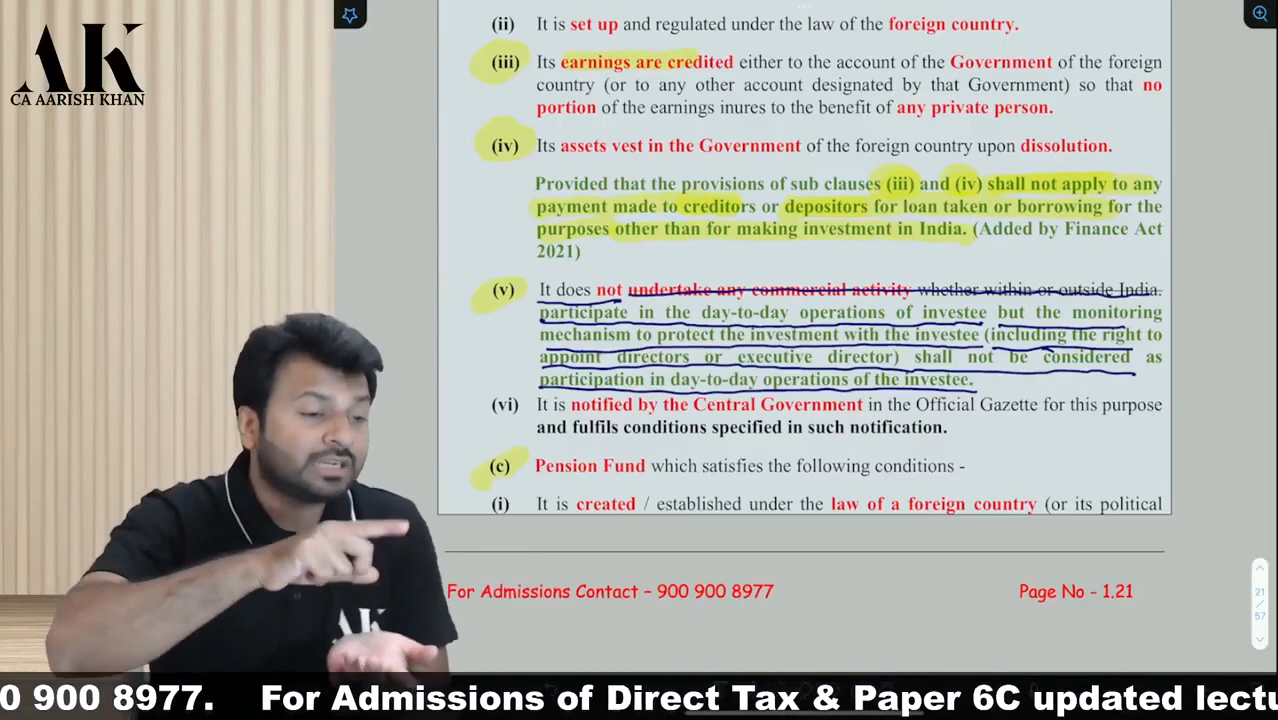 AK
CA AARISH KHAN
(ii) It is set up and regulated under the law of the foreign country.
(iii) Its earnings are credited either to the account of the Government of the foreign
country (or to any other account designated by that Government) so that no
portion of the earnings inures to the benefit of any private person.
(iv) Its assets vest in the Government of the foreign country upon dissolution.
Provided that the provisions of sub clauses (iii) and (iv) shall not apply to any
payment made to creditors or depositors for loan taken or borrowing for the
purposes other than for making investment in India. (Added by Finance Act
2021)
(v) It does not undertake any commercial activity whether within or outside India.
participate in the day-to-day operations of investee but the monitoring
mechanism to protect the investment with the investee (including the right to
appoint directors or executive director) shall not be considered as
participation in day-to-day operations of the investee.
(vi) It is notified by the Central Government in the Official Gazette for this purpose
and fulfils conditions specified in such notification.
(c) Pension Fund which satisfies the following conditions -
(i) It is created / established under the law of a foreign country (or its political
For Admissions Contact – 900 900 8977
Page No - 1.21
21
/
57
AK
0 900 8977. For Admissions of Direct Tax & Paper 6C updated lectu